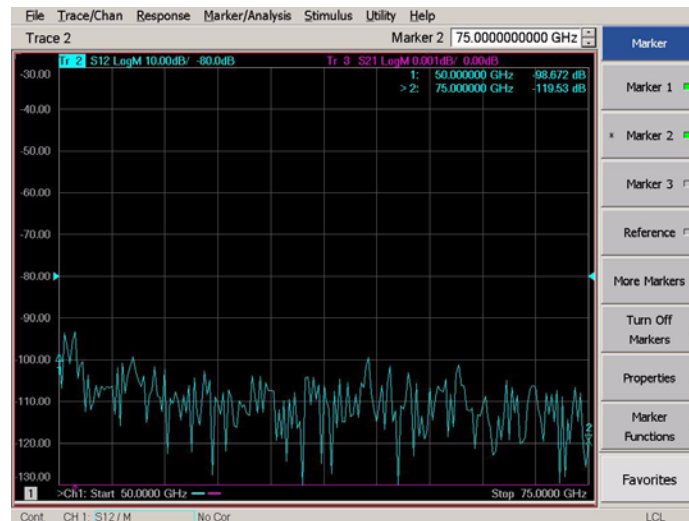 File Trace/Chan Response Marker/Analysis Stimulus Utility Help
Trace 2 Marker 2 75.0000000000 GHz
Marker
Tr 2 S12 LogM 10.00dB/ -80.0dB Tr 3 S21 LogM 0.001dB/ 0.00dB
1: 50.000000 GHz -98.672 dB
> 2: 75.000000 GHz -119.53 dB
-30.00
-40.00
-50.00
-60.00
-70.00
-80.00
-90.00
-100.00
-110.00
-120.00
-130.00
1
2
1 >Ch1: Start 50.0000 GHz Stop 75.0000 GHz
Marker 1
Marker 2
Marker 3
Reference
More Markers
Turn Off
Markers
Properties
Marker
Functions
Favorites
Cont CH 1: S12 / M No Cor LCL